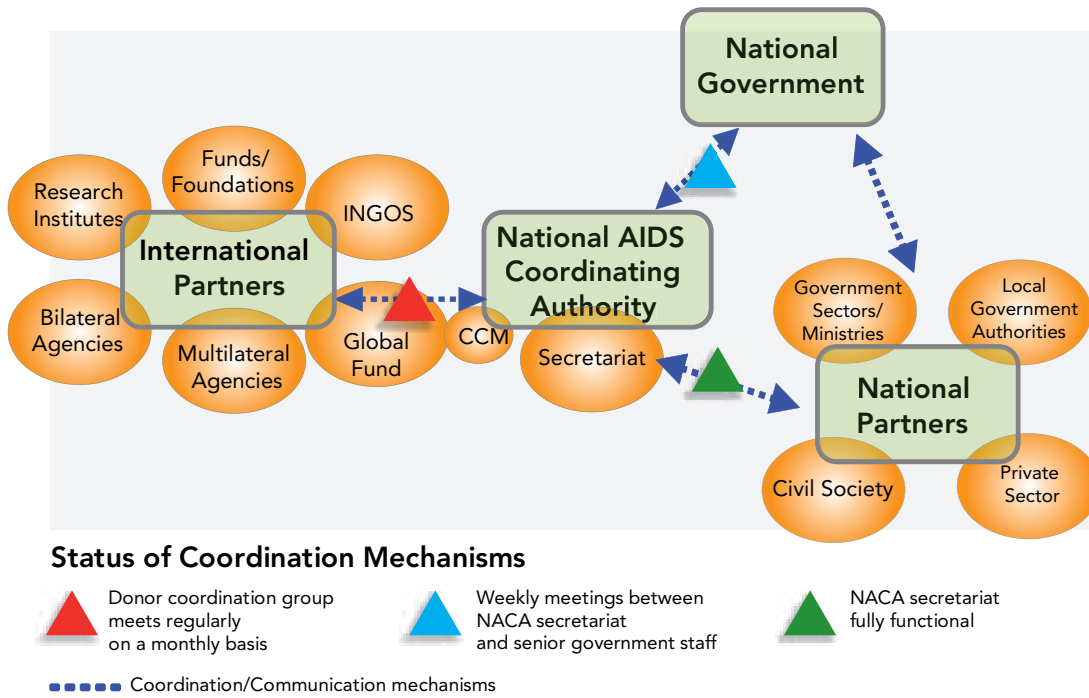 National
Government
Funds/
Foundations
Research
Institutes
INGOS
International
Partners
National AIDS
Coordinating
Authority
Bilateral
Agencies
Multilateral
Agencies
Global
Fund
CCM
Secretariat
Government
Sectors/
Ministries
Local
Government
Authorities
National
Partners
Civil Society
Private
Sector
Status of Coordination Mechanisms
Donor coordination group
meets regularly
on a monthly basis
Weekly meetings between
NACA secretariat
and senior government staff
NACA secretariat
fully functional
Coordination/Communication mechanisms